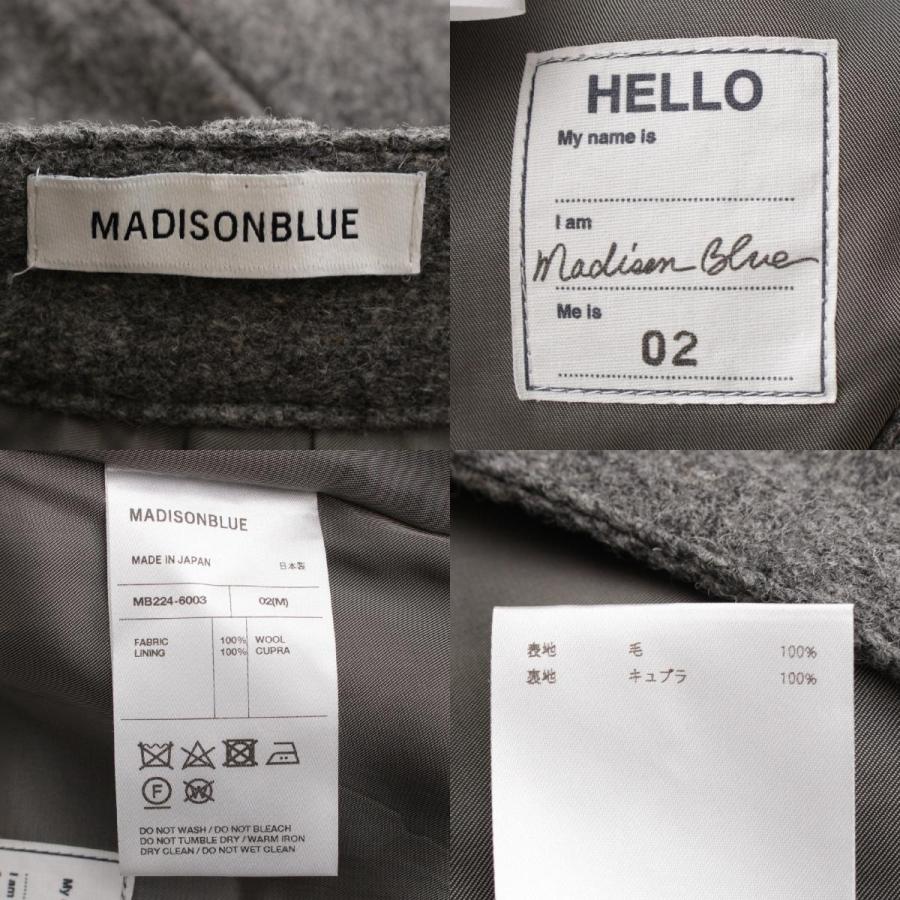 MADISONBLUE
HELLO
My name is
I am
Madison Blue
Me is
02
MADISONBLUE
MADE IN JAPAN 日本製
MB224-6003 02(M)
FABRIC 100% WOOL
LINING 100% CUPRA
F
W
DO NOT WASH / DO NOT BLEACH
DO NOT TUMBLE DRY / WARM IRON
DRY CLEAN / DO NOT WET CLEAN
My
I am
表地 毛 100%
裏地 キュプラ 100%